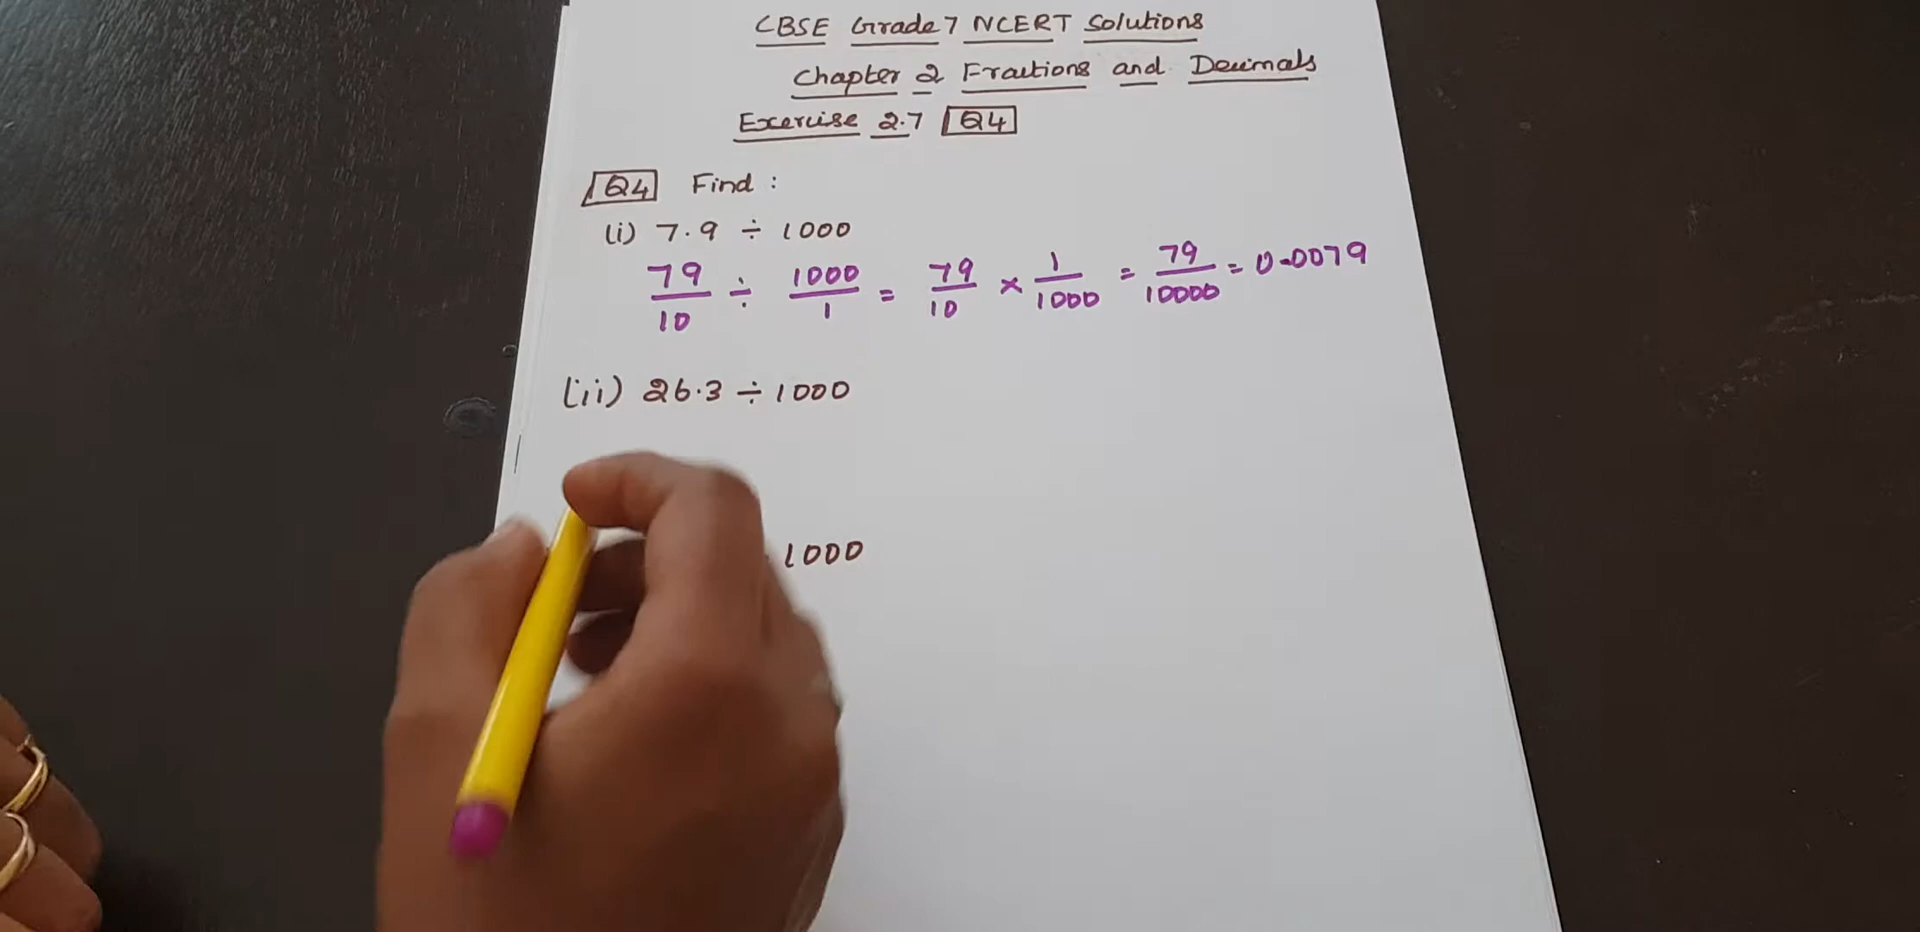 CBSE Grade 7 NCERT Solutions
Chapter 2 Fractions and Decimals
Exercise 2.7 Q4
Q4 Find :
(i) 7.9 ÷ 1000
79/10 ÷ 1000/1 = 79/10 × 1/1000 = 79/10000 = 0.0079
(ii) 26.3 ÷ 1000
1000